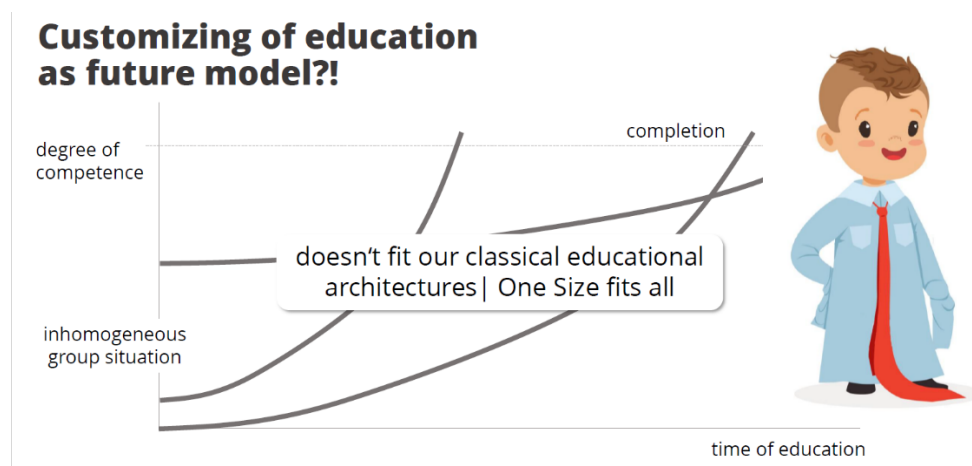 Customizing of education
as future model?!
degree of
competence
completion
doesn't fit our classical educational
architectures| One Size fits all
inhomogeneous
group situation
time of education